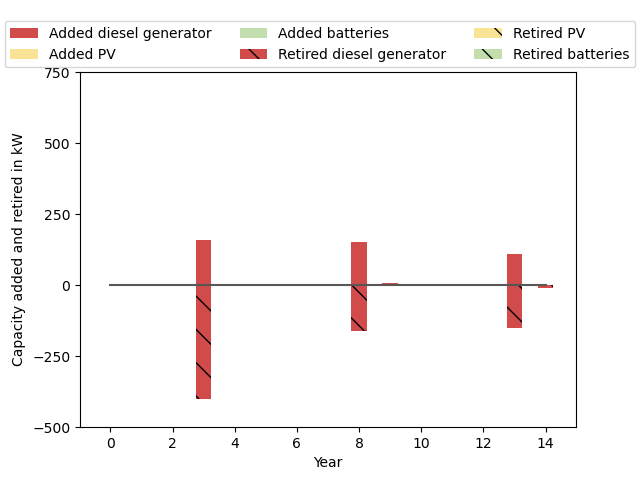 Added diesel generator
Added PV
Added batteries
Retired diesel generator
Retired PV
Retired batteries
Capacity added and retired in kW
750
500
250
0
−250
−500
0 2 4 6 8 10 12 14
Year